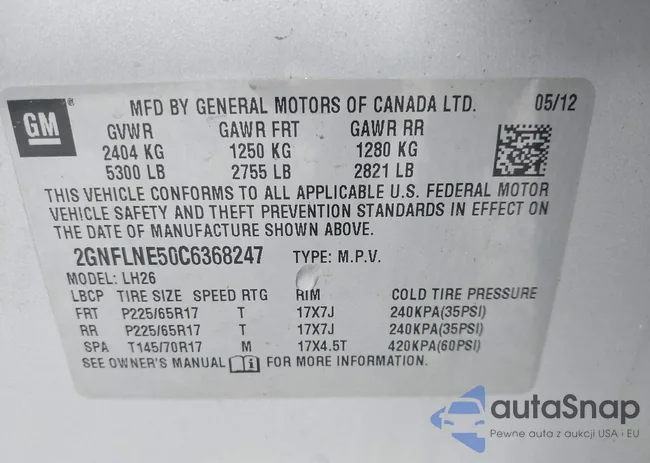 GM
MFD BY GENERAL MOTORS OF CANADA LTD. 05/12
GVWR GAWR FRT GAWR RR
2404 KG 1250 KG 1280 KG
5300 LB 2755 LB 2821 LB
THIS VEHICLE CONFORMS TO ALL APPLICABLE U.S. FEDERAL MOTOR
VEHICLE SAFETY AND THEFT PREVENTION STANDARDS IN EFFECT ON
THE DATE OF MANUFACTURE SHOWN ABOVE.
2GNFLNE50C6368247 TYPE: M.P.V.
MODEL: LH26
LBCP TIRE SIZE SPEED RTG RIM COLD TIRE PRESSURE
FRT P225/65R17 T 17X7J 240KPA(35PSI)
RR P225/65R17 T 17X7J 240KPA(35PSI)
SPA T145/70R17 M 17X4.5T 420KPA(60PSI)
SEE OWNER'S MANUAL FOR MORE INFORMATION.
autaSnap
Pewne auta z aukcji USA i EU